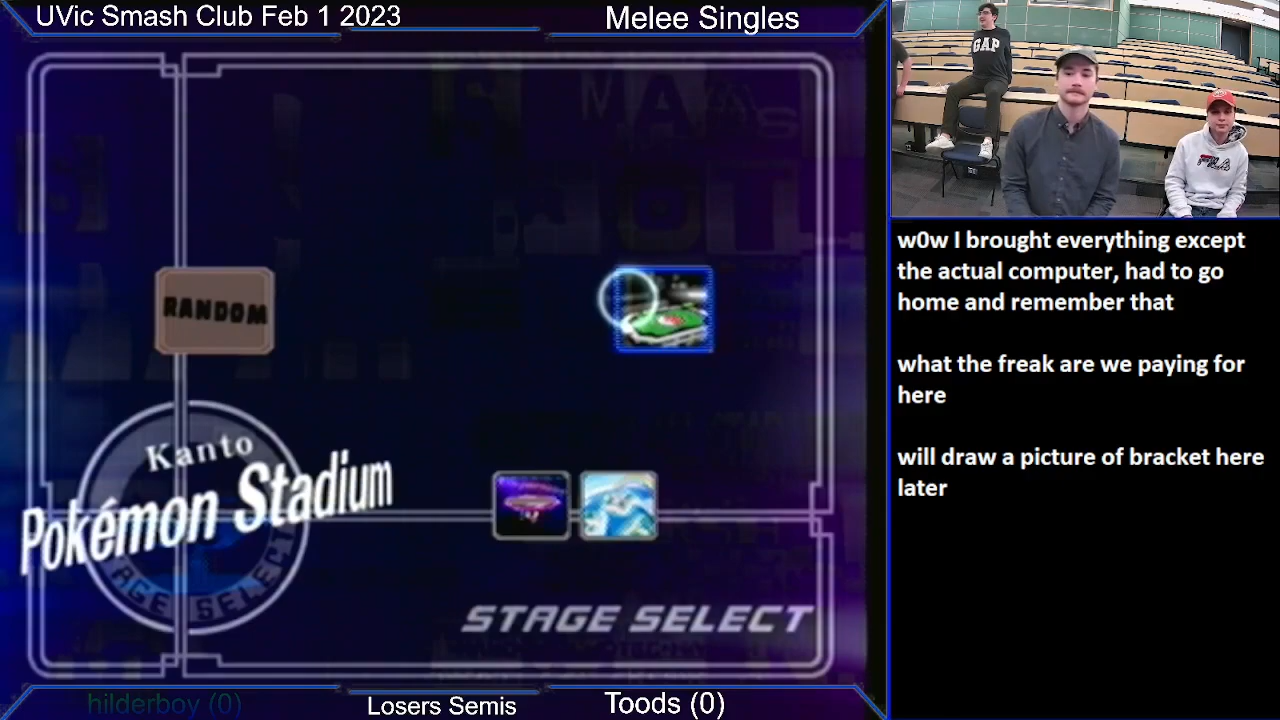 UVic Smash Club Feb 1 2023
Melee Singles
GAP
FILA
RANDOM
Kanto
Pokémon Stadium
STAGE SELECT
STAGE SELECT
w0w I brought everything except
the actual computer, had to go
home and remember that
what the freak are we paying for
here
will draw a picture of bracket here
later
hilderboy (0)
Losers Semis
Toods (0)